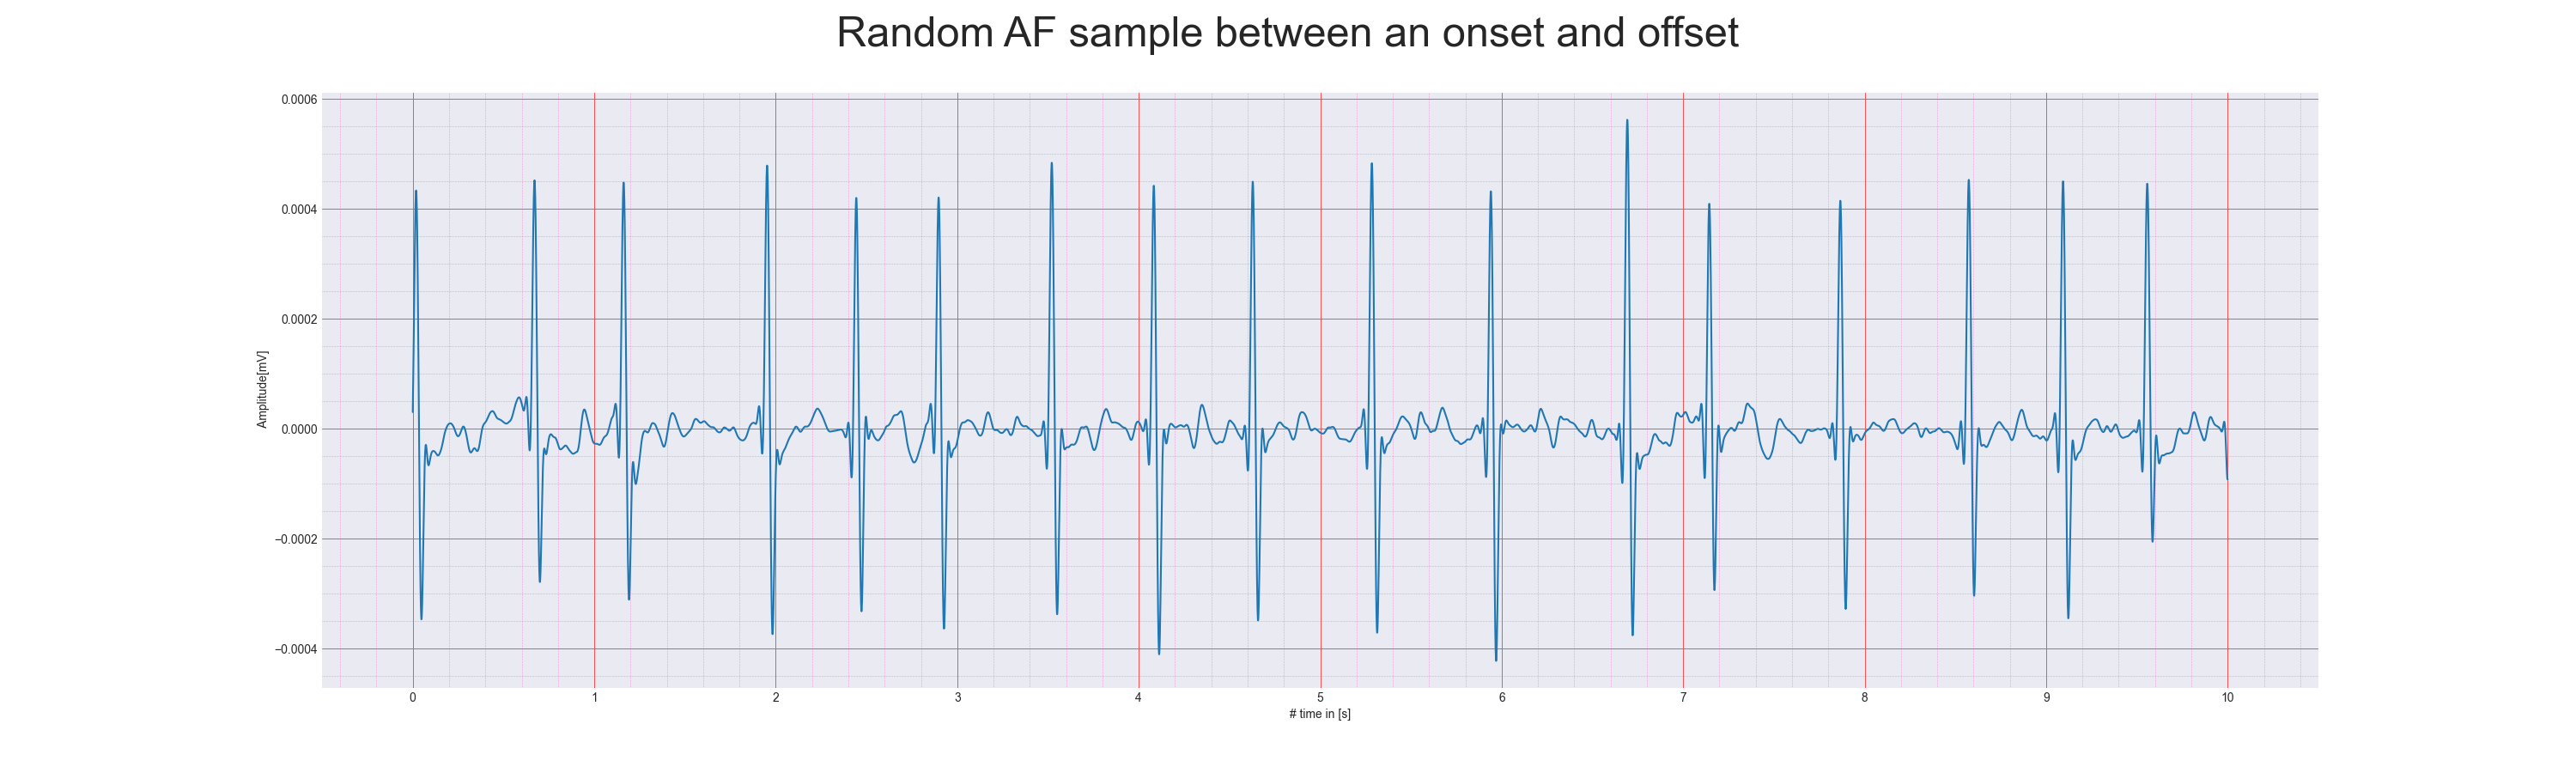 Random AF sample between an onset and offset
0.0006
0.0004
0.0002
0.0000
−0.0002
−0.0004
Amplitude[mV]
0 1 2 3 4 5 6 7 8 9 10
# time in [s]